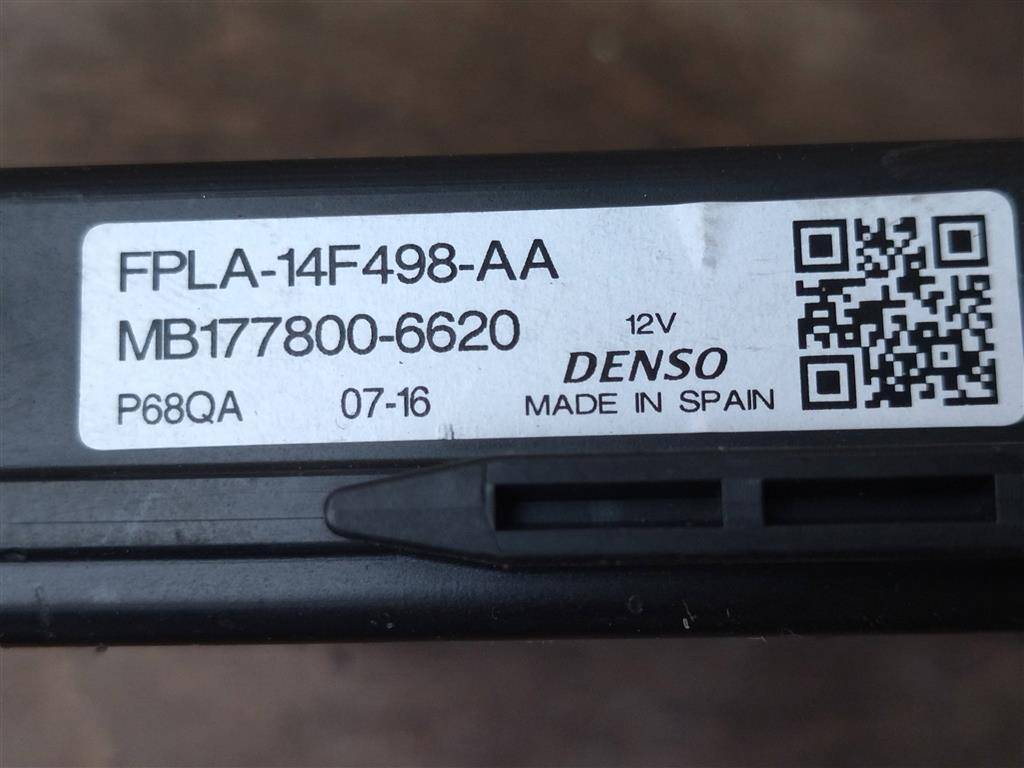 FPLA-14F498-AA
MB177800-6620
12V
DENSO
P68QA 07-16 MADE IN SPAIN